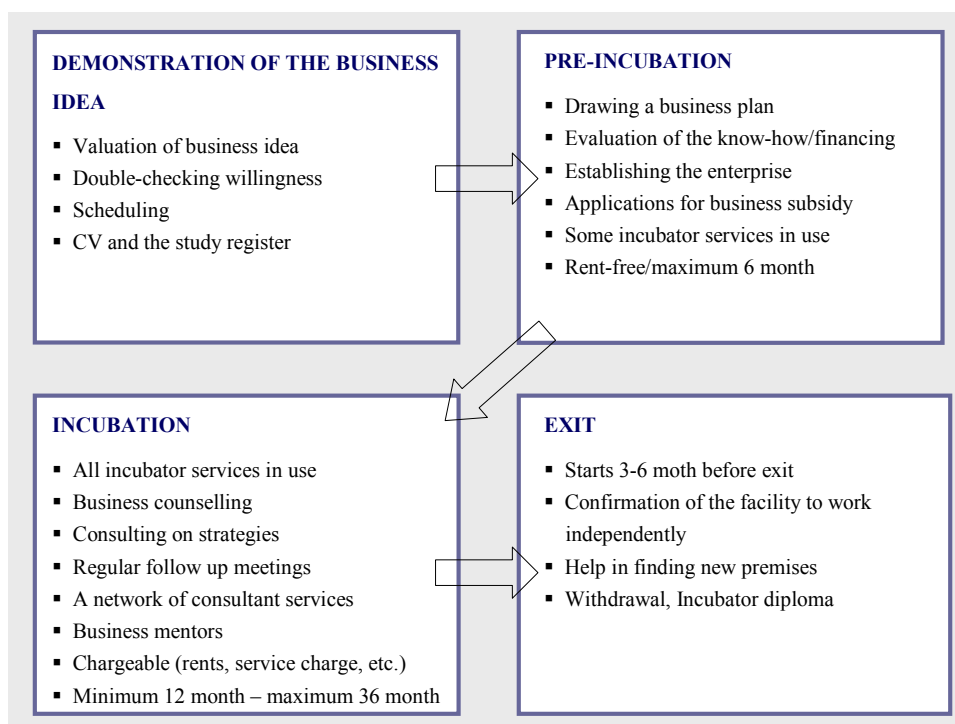 DEMONSTRATION OF THE BUSINESS
IDEA
▪ Valuation of business idea
▪ Double-checking willingness
▪ Scheduling
▪ CV and the study register
PRE-INCUBATION
▪ Drawing a business plan
▪ Evaluation of the know-how/financing
▪ Establishing the enterprise
▪ Applications for business subsidy
▪ Some incubator services in use
▪ Rent-free/maximum 6 month
INCUBATION
▪ All incubator services in use
▪ Business counselling
▪ Consulting on strategies
▪ Regular follow up meetings
▪ A network of consultant services
▪ Business mentors
▪ Chargeable (rents, service charge, etc.)
▪ Minimum 12 month – maximum 36 month
EXIT
▪ Starts 3-6 moth before exit
▪ Confirmation of the facility to work
independently
▪ Help in finding new premises
▪ Withdrawal, Incubator diploma